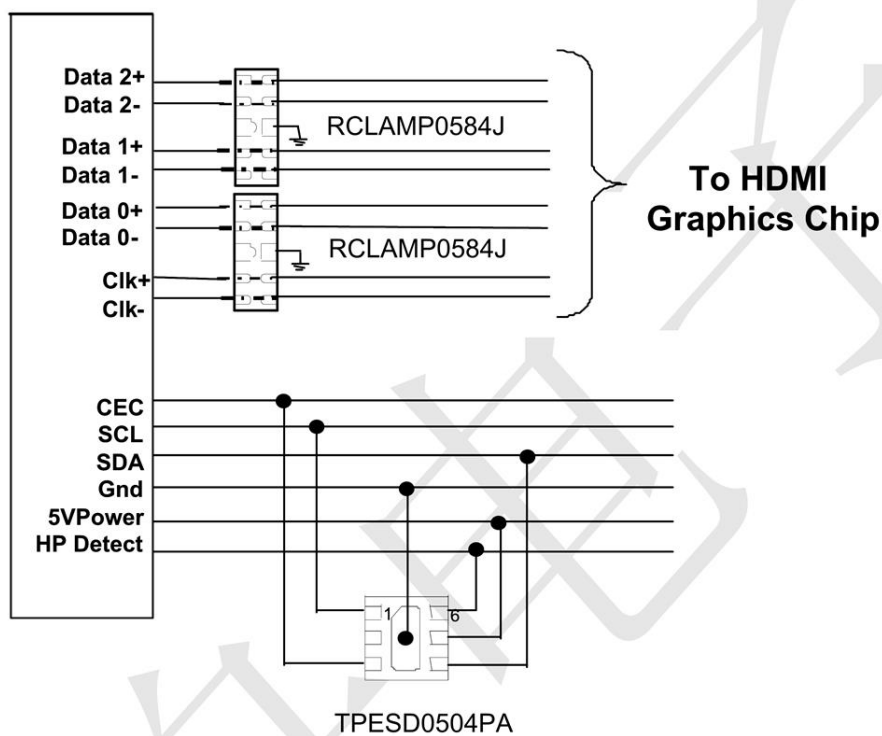 Data 2+
Data 2-
RCLAMP0584J
Data 1+
Data 1-
To HDMI
Graphics Chip
Data 0+
Data 0-
RCLAMP0584J
Clk+
Clk-
CEC
SCL
SDA
Gnd
5VPower
HP Detect
1
6
TPESD0504PA